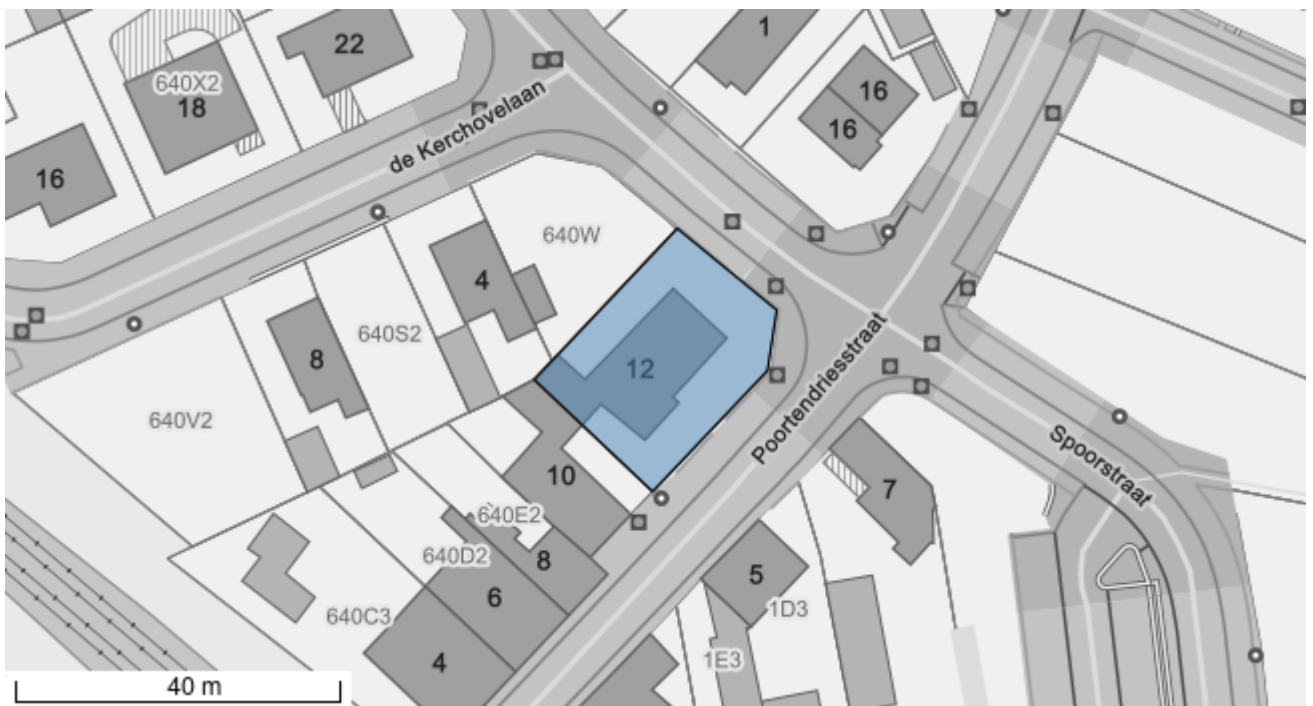 22
1
640X2
18
16
16
de Kerchovelaan
16
640W
4
640S2
8
12
640V2
Poortendriesstraat
Spoorstraat
10
7
640E2
640D2
8
5
6
1D3
640C3
1E3
4
40 m